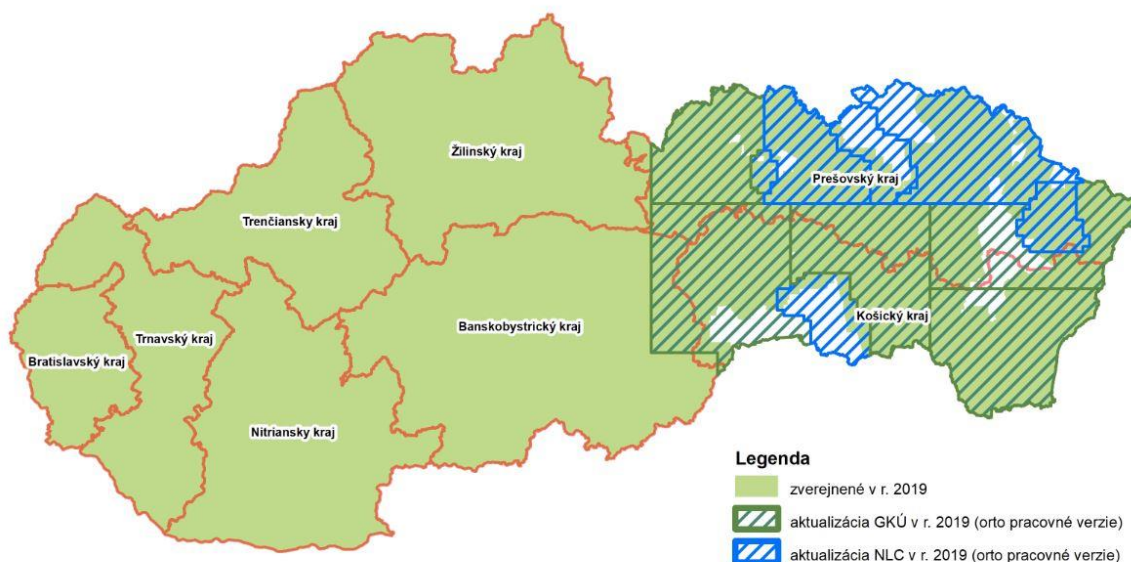 Žilinský kraj
Prešovský kraj
Trenčiansky kraj
Košický kraj
Banskobystrický kraj
Trnavský kraj
Bratislavský kraj
Nitriansky kraj
Legenda
zverejnené v r. 2019
aktualizácia GKÚ v r. 2019 (orto pracovné verzie)
aktualizácia NLC v r. 2019 (orto pracovné verzie)